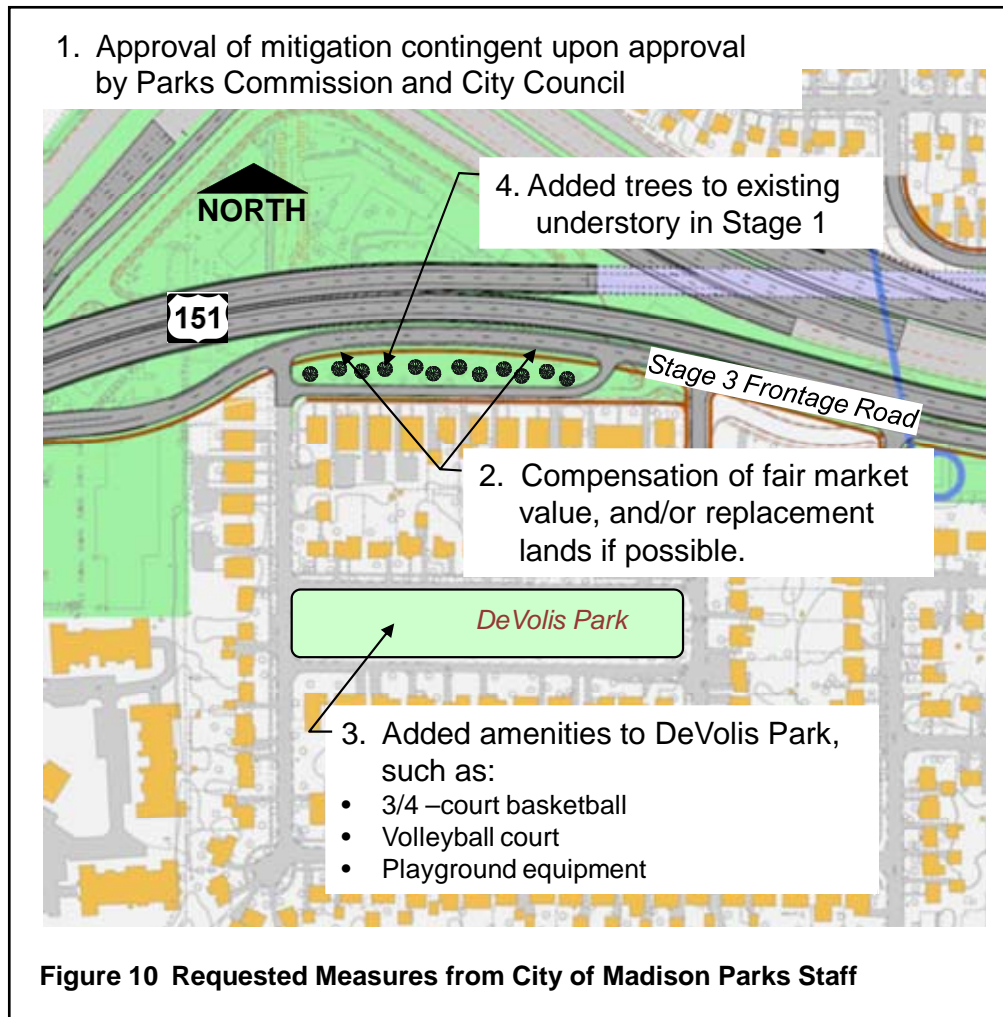 1. Approval of mitigation contingent upon approval
by Parks Commission and City Council
NORTH
4. Added trees to existing
understory in Stage 1
151
Stage 3 Frontage Road
2. Compensation of fair market
value, and/or replacement
lands if possible.
DeVolis Park
3. Added amenities to DeVolis Park,
such as:
• 3/4 –court basketball
• Volleyball court
• Playground equipment
Figure 10 Requested Measures from City of Madison Parks Staff